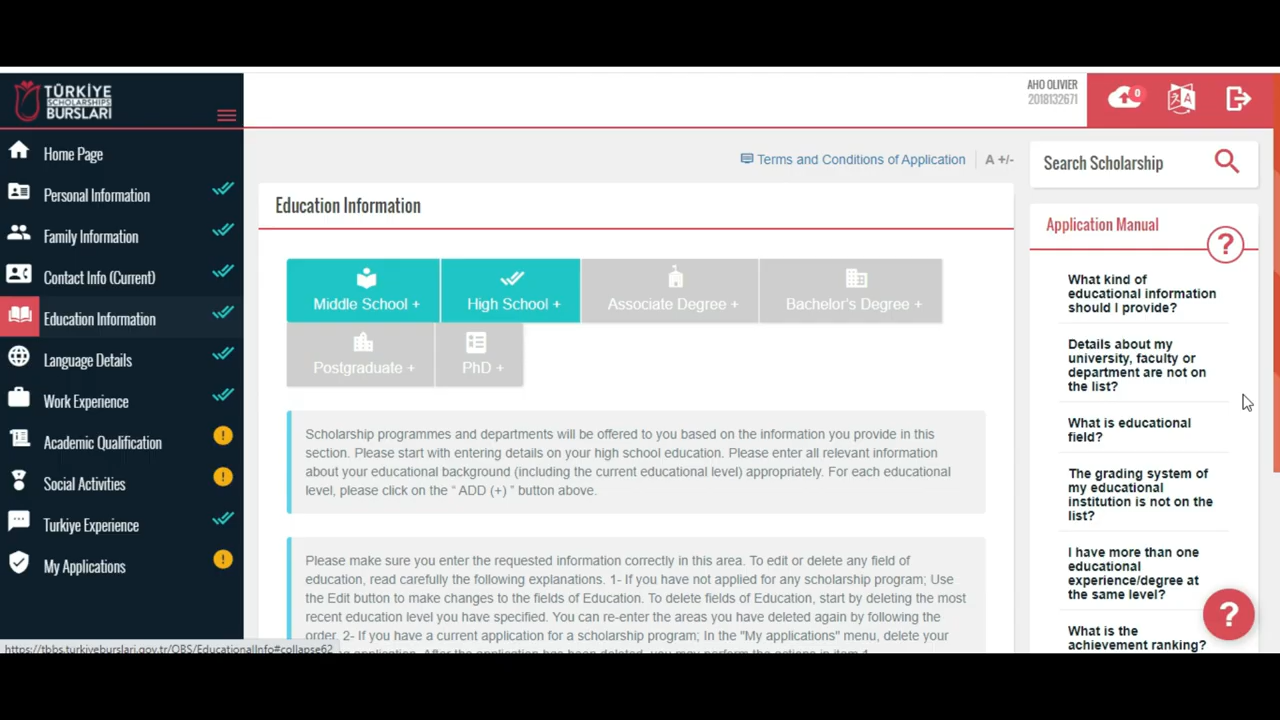 TÜRKİYE
SCHOLARSHIPS
BURSLARI
AHO OLIVIER
2018132671
0
A
Home Page
Personal Information
Family Information
Contact Info (Current)
Education Information
Language Details
Work Experience
Academic Qualification
Social Activities
Turkiye Experience
My Applications
Terms and Conditions of Application
A +/-
Education Information
Middle School +
High School +
Associate Degree +
Bachelor's Degree +
Postgraduate +
PhD +
Scholarship programmes and departments will be offered to you based on the information you provide in this
section. Please start with entering details on your high school education. Please enter all relevant information
about your educational background (including the current educational level) appropriately. For each educational
level, please click on the “ ADD (+) ” button above.
Please make sure you enter the requested information correctly in this area. To edit or delete any field of
education, read carefully the following explanations. 1- If you have not applied for any scholarship program; Use
the Edit button to make changes to the fields of Education. To delete fields of Education, start by deleting the most
recent education level you have specified. You can re-enter the areas you have deleted again by following the
order. 2- If you have a current application for a scholarship program; In the "My applications" menu, delete your
Search Scholarship
Application Manual
?
What kind of
educational information
should I provide?
Details about my
university, faculty or
department are not on
the list?
What is educational
field?
The grading system of
my educational
institution is not on the
list?
I have more than one
educational
experience/degree at
the same level?
What is the
achievement ranking?
?
https://tbbs.turkiyeburslari.gov.tr/OBS/EducationalInfo#collapse62